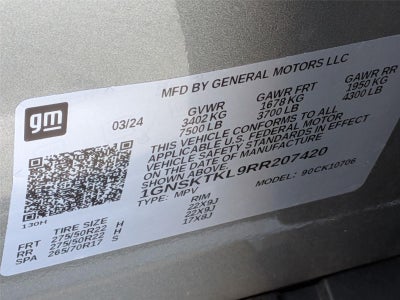 gm
03/24
MFD BY GENERAL MOTORS LLC
GVWR GAWR FRT GAWR RR
3402 KG 1678 KG 1950 KG
7500 LB 3700 LB 4300 LB
THIS VEHICLE CONFORMS TO ALL
APPLICABLE U.S. FEDERAL MOTOR
VEHICLE SAFETY STANDARDS IN EFFECT
ON THE DATE OF MANUFACTURE
SHOWN ABOVE.
1GNSKTKL9RR207420
TYPE: MPV MODEL: 90CK10706
130H
TIRE SIZE RIM
FRT 275/50R22 H 22X9J
RR 275/50R22 H 22X9J
SPA 265/70R17 S 17X8J